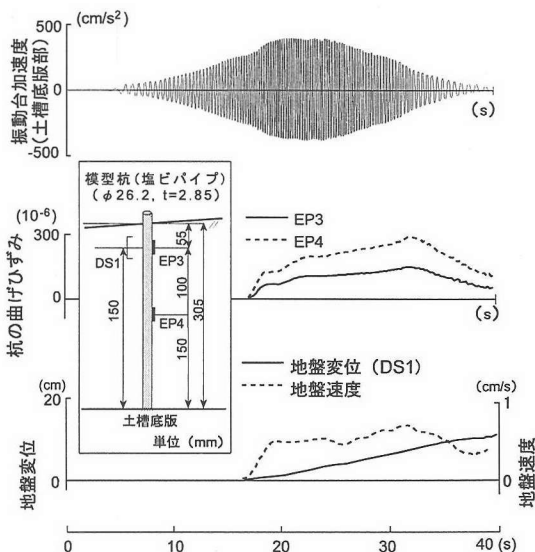 (cm/s²)
500
0
-500
振動台加速度
(土槽底版部)
(s)
模型杭(塩ビパイプ)
(φ26.2, t=2.85)
DS1
EP3
EP4
55
100
150
305
150
土槽底版
単位 (mm)
(10⁻⁶)
300
0
杭の曲げひずみ
EP3
EP4
(s)
(cm)
20
0
地盤変位
地盤変位 (DS1)
地盤速度
(cm/s)
1
0
地盤速度
0 10 20 30 40 (s)